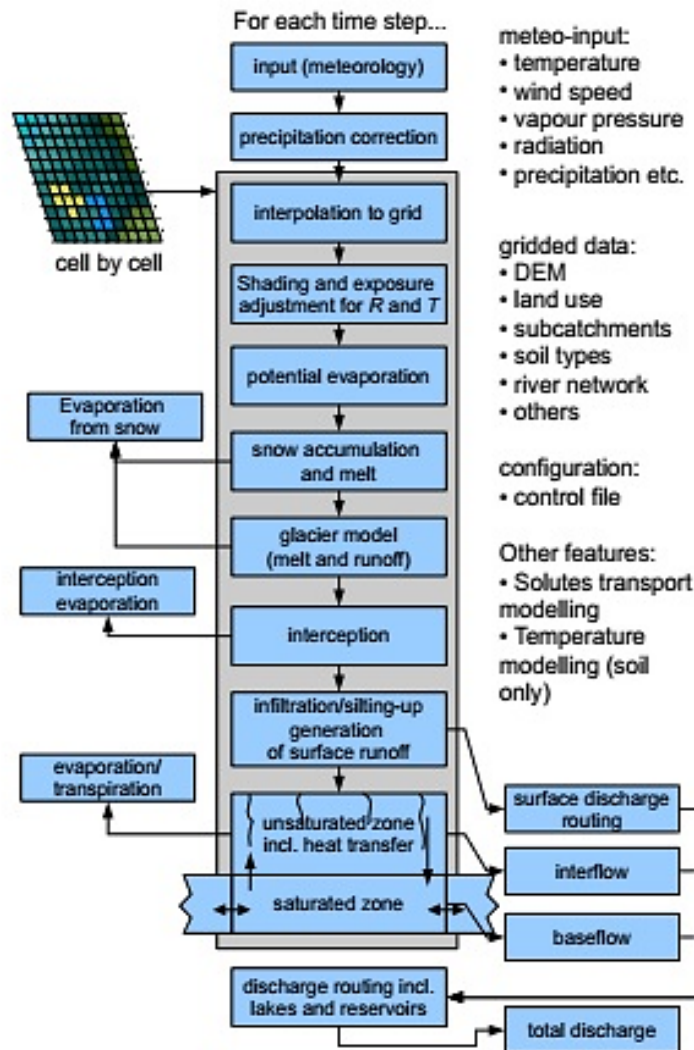 For each time step...
input (meteorology)
precipitation correction
cell by cell
interpolation to grid
Shading and exposure
adjustment for R and T
potential evaporation
Evaporation
from snow
snow accumulation
and melt
glacier model
(melt and runoff)
interception
evaporation
interception
infiltration/silting-up
generation
of surface runoff
evaporation/
transpiration
unsaturated zone
incl. heat transfer
saturated zone
surface discharge
routing
interflow
baseflow
discharge routing incl.
lakes and reservoirs
total discharge
meteo-input:
• temperature
• wind speed
• vapour pressure
• radiation
• precipitation etc.
gridded data:
• DEM
• land use
• subcatchments
• soil types
• river network
• others
configuration:
• control file
Other features:
• Solutes transport
modelling
• Temperature
modelling (soil
only)